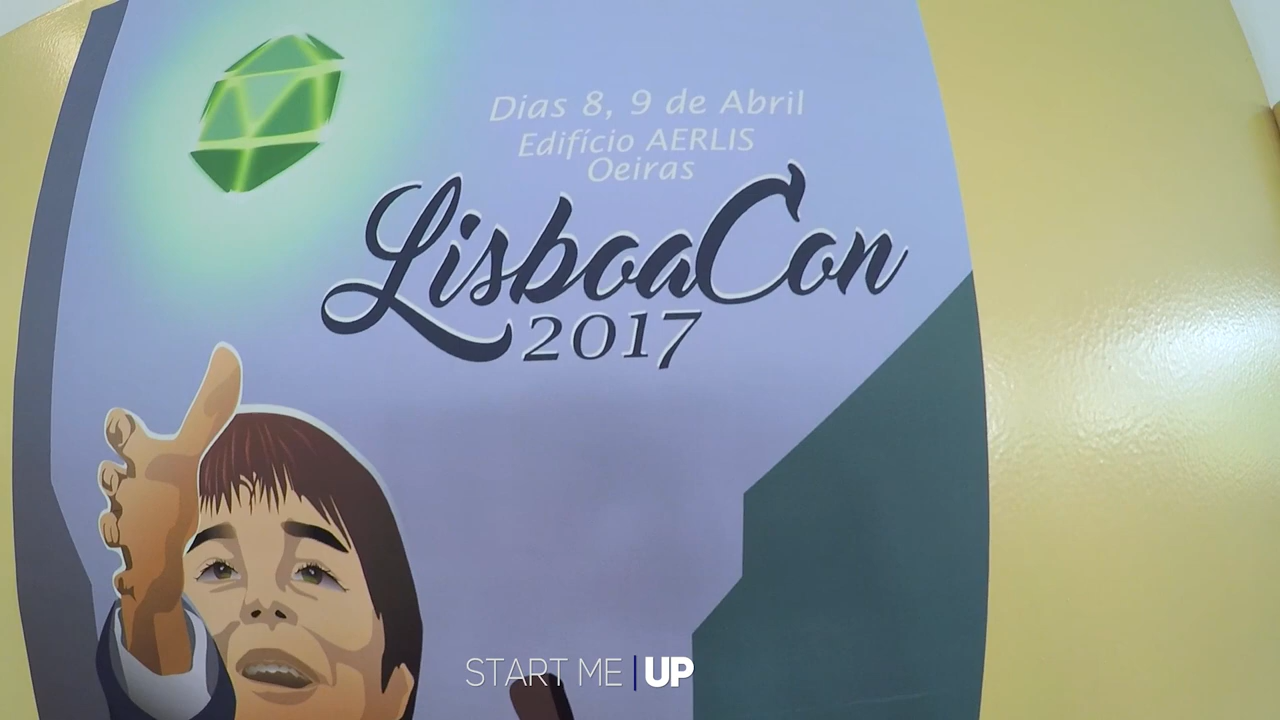 Dias 8, 9 de Abril
Edifício AERLIS
Oeiras
LisboaCon
2017
START ME | UP